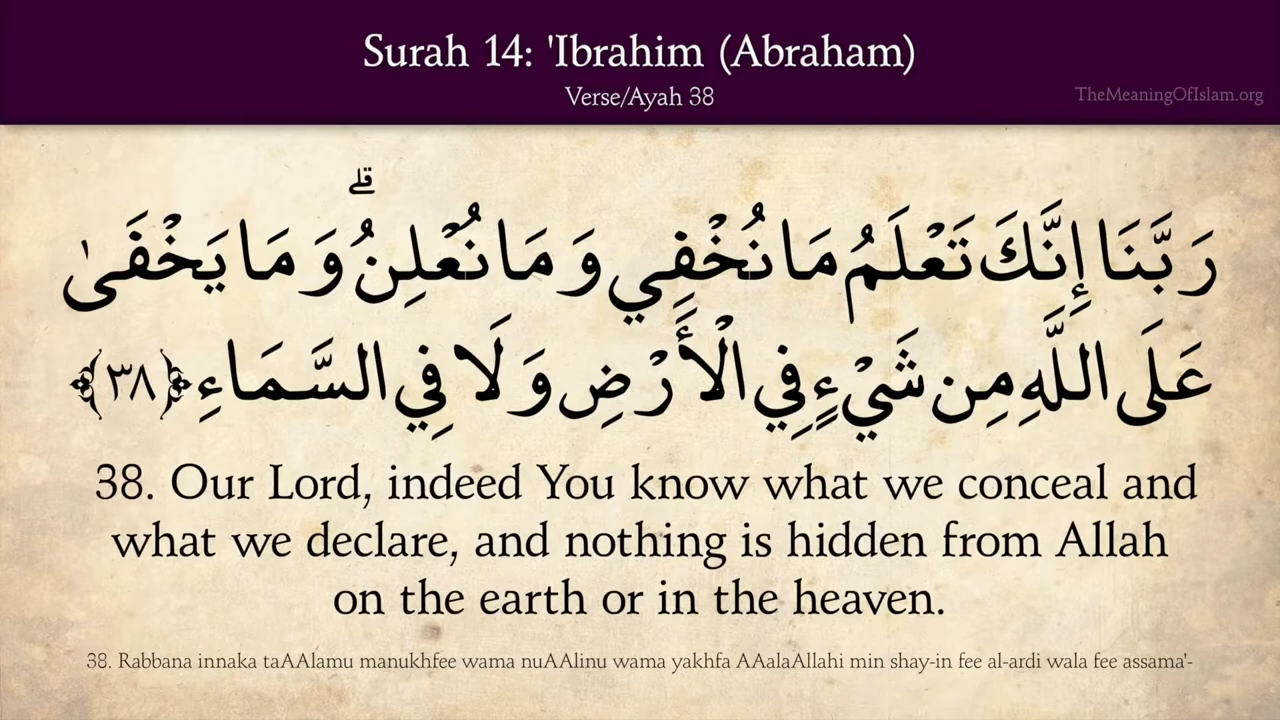 Surah 14: 'Ibrahim (Abraham)
Verse/Ayah 38
TheMeaningOfIslam.org
رَبَّنَا إِنَّكَ تَعْلَمُ مَا نُخْفِي وَمَا نُعْلِنُ ۗ وَمَا يَخْفَىٰ
عَلَى اللَّهِ مِن شَيْءٍ فِي الْأَرْضِ وَلَا فِي السَّمَاءِ ﴿٣٨﴾
38. Our Lord, indeed You know what we conceal and
what we declare, and nothing is hidden from Allah
on the earth or in the heaven.
38. Rabbana innaka taAAlamu manukhfee wama nuAAlinu wama yakhfa AAalaAllahi min shay-in fee al-ardi wala fee assama'-